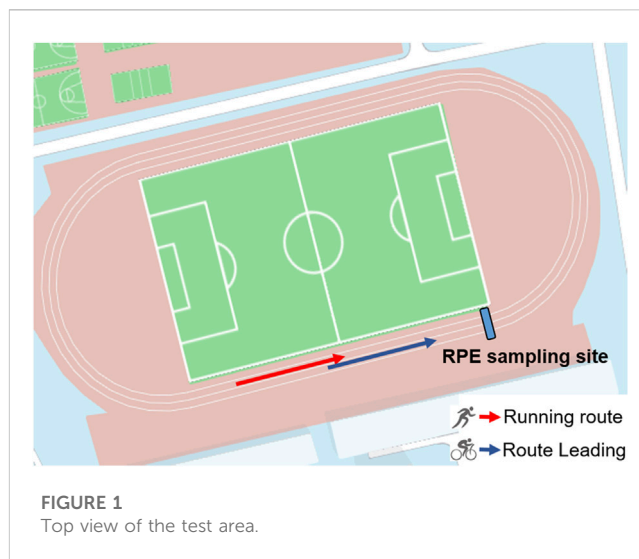 RPE sampling site
Running route
Route Leading
FIGURE 1
Top view of the test area.